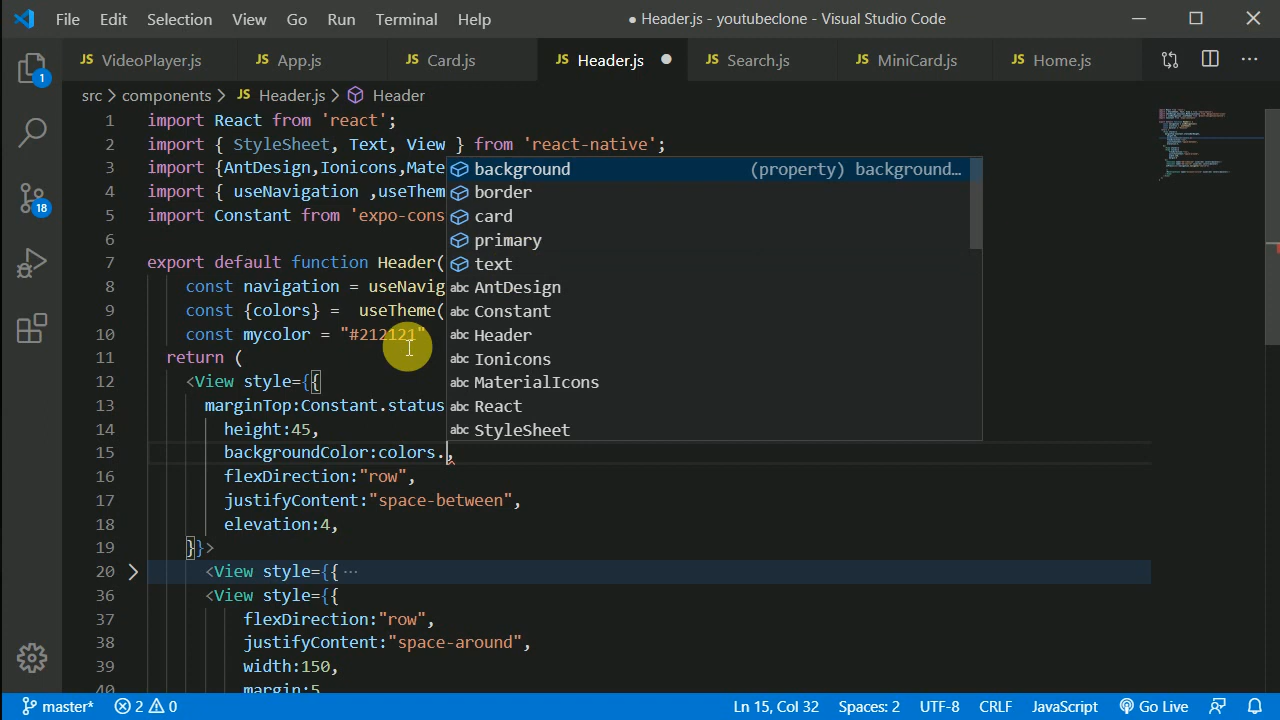 File Edit Selection View Go Run Terminal Help ● Header.js - youtubeclone - Visual Studio Code
JS VideoPlayer.js JS App.js JS Card.js JS Header.js ● JS Search.js JS MiniCard.js JS Home.js
src > components > JS Header.js > Header
1 import React from 'react';
2 import { StyleSheet, Text, View } from 'react-native';
3 import {AntDesign,Ionicons,Mate
4 import { useNavigation ,useThem
5 import Constant from 'expo-cons
6
7 export default function Header(
8 const navigation = useNavig
9 const {colors} = useTheme(
10 const mycolor = "#212121"
11 return (
12 <View style={{
13 marginTop:Constant.status
14 height:45,
15 backgroundColor:colors.,
16 flexDirection:"row",
17 justifyContent:"space-between",
18 elevation:4,
19 }}>
20 <View style={{ ···
36 <View style={{
37 flexDirection:"row",
38 justifyContent:"space-around",
39 width:150,
40 margin:5
background (property) background…
border
card
primary
text
abc AntDesign
abc Constant
abc Header
abc Ionicons
abc MaterialIcons
abc React
abc StyleSheet
1
18
master* 2 0 Ln 15, Col 32 Spaces: 2 UTF-8 CRLF JavaScript Go Live